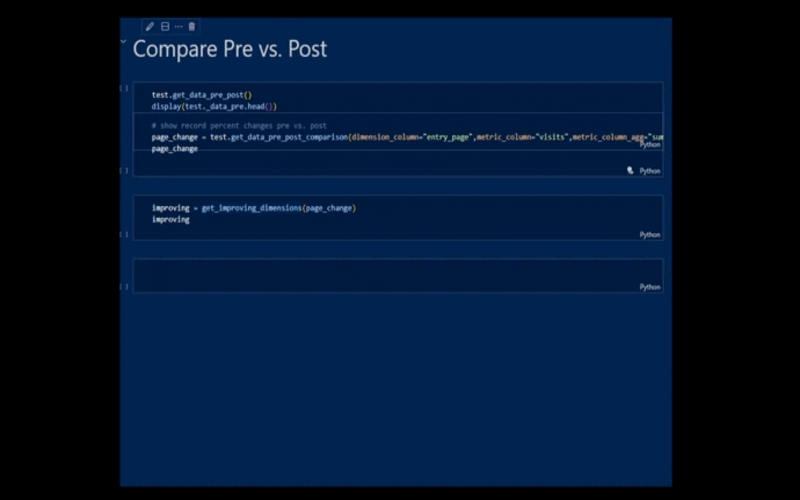 Compare Pre vs. Post
[ ]
test.get_data_pre_post()
display(test._data_pre.head())
# show record percent changes pre vs. post
page_change = test.get_data_pre_post_comparison(dimension_column="entry_page",metric_column="visits",metric_column_agg="sum
Python
page_change
[ ]
Python
improving = get_improving_dimensions(page_change)
improving
[ ]
Python
[ ]
Python